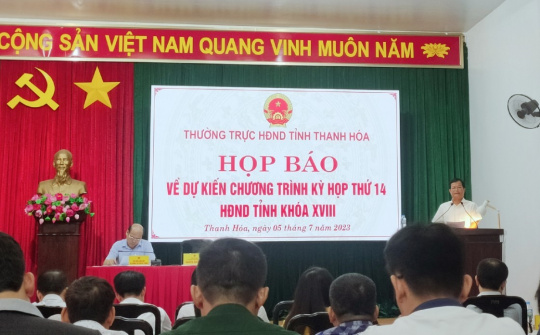 CỘNG SẢN VIỆT NAM QUANG VINH MUÔN NĂM
THƯỜNG TRỰC HĐND TỈNH THANH HÓA
HỌP BÁO
VỀ DỰ KIẾN CHƯƠNG TRÌNH KỲ HỌP THỨ 14
HĐND TỈNH KHÓA XVIII
Thanh Hóa, ngày 05 tháng 7 năm 2023